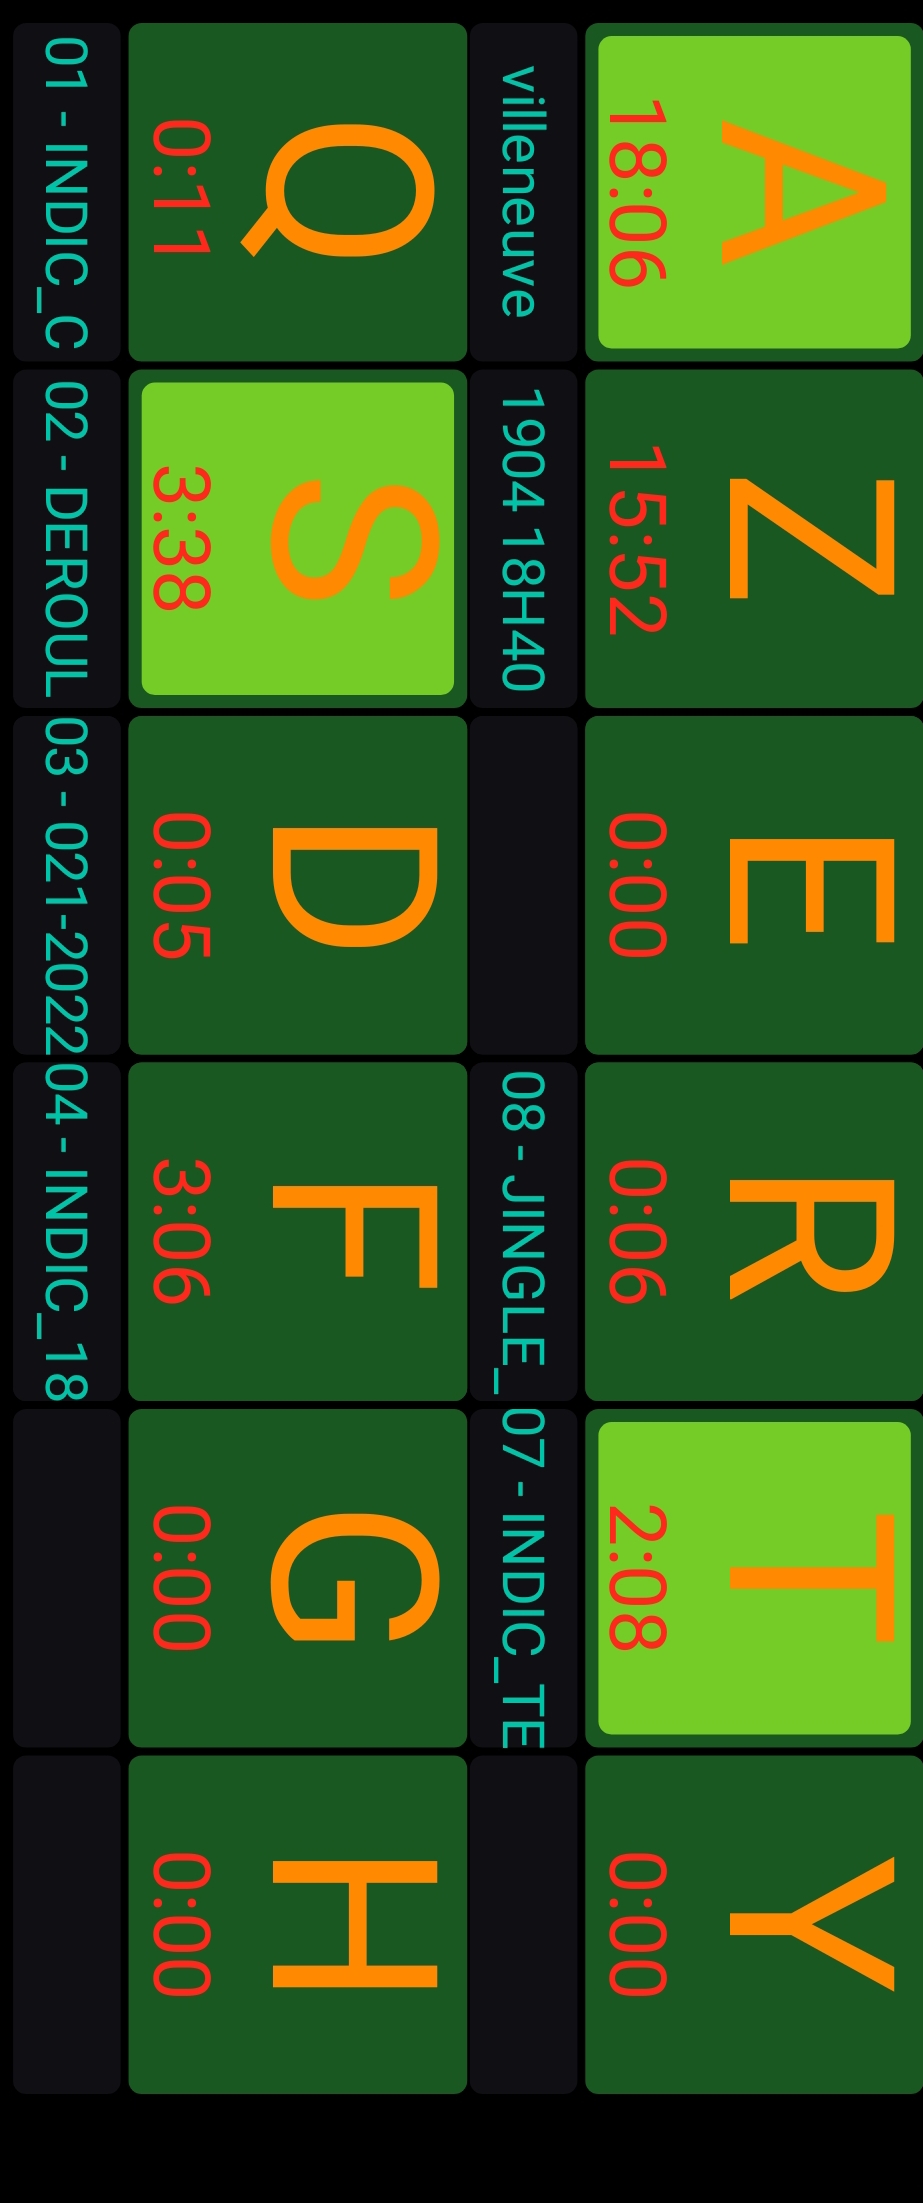 A Z E R T Y
18:06 15:52 0:00 0:06 2:08 0:00
villeneuve 1904 18H40 08 - JINGLE_ 07 - INDIC_TE
Q S D F G H
0:11 3:38 0:05 3:06 0:00 0:00
01 - INDIC_C 02 - DEROUL 03 - 021-2022 04 - INDIC_18